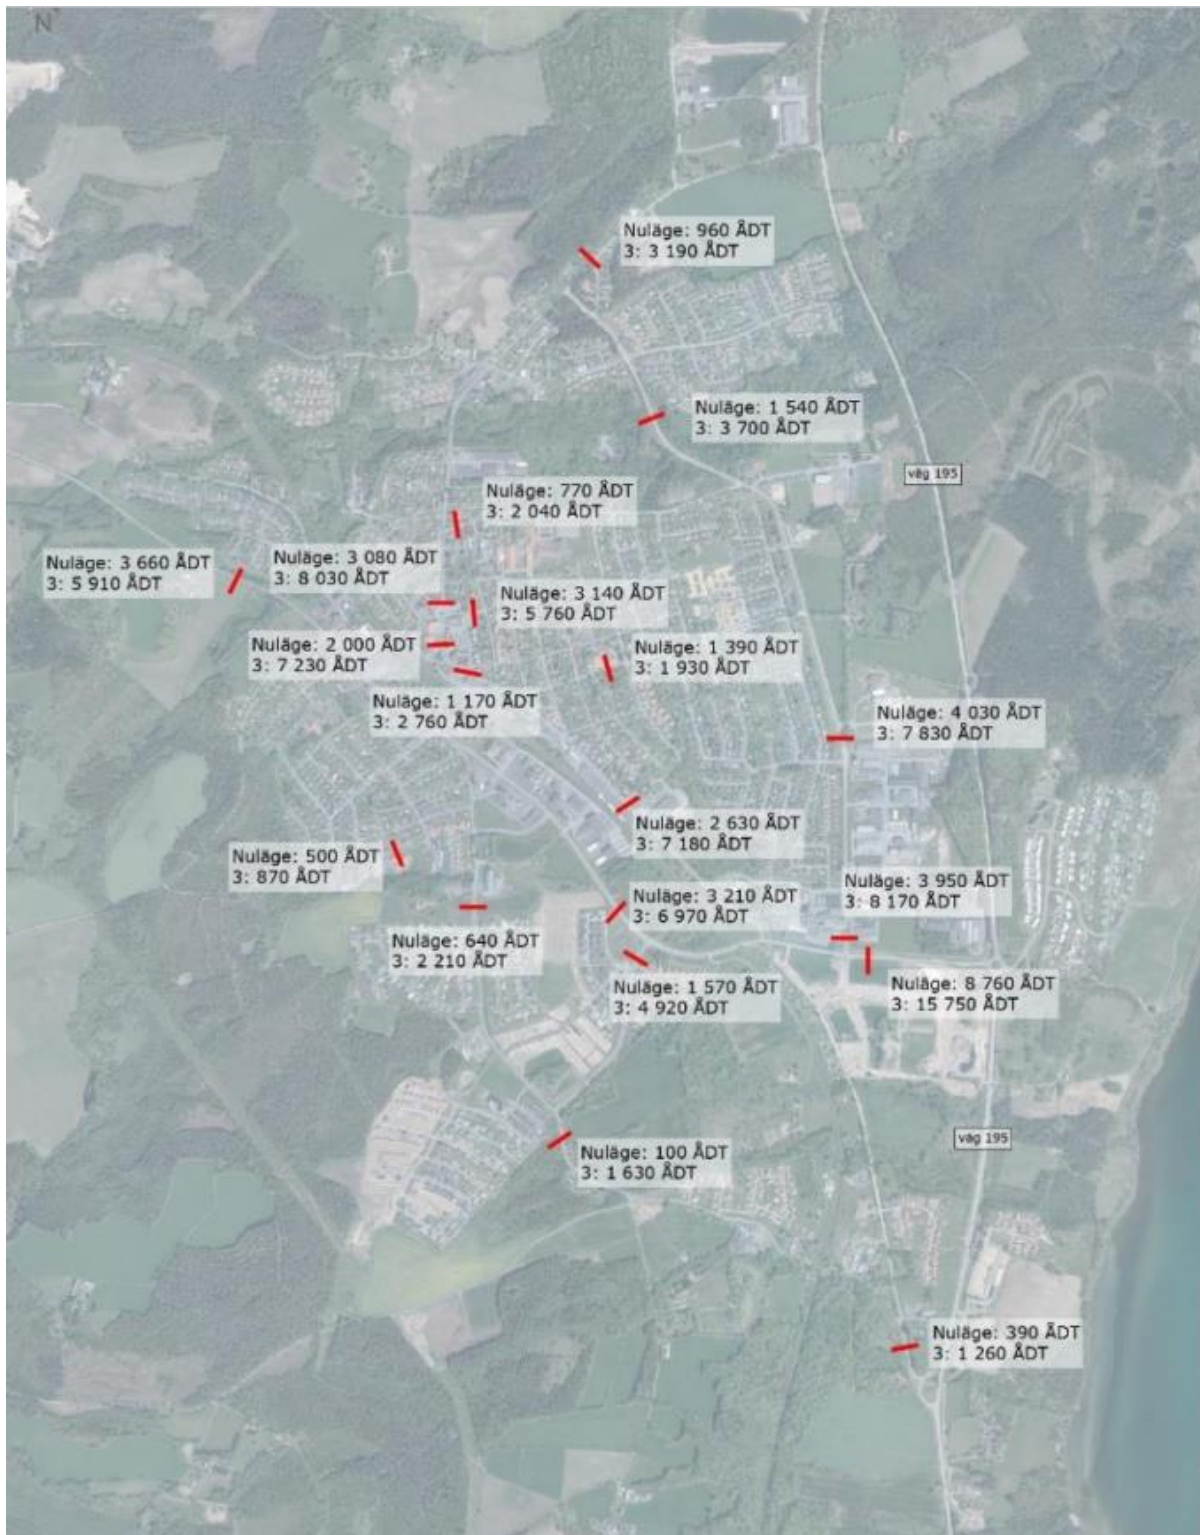 N
Nuläge: 960 ÅDT
3: 3 190 ÅDT
Nuläge: 1 540 ÅDT
3: 3 700 ÅDT
väg 195
Nuläge: 770 ÅDT
3: 2 040 ÅDT
Nuläge: 3 660 ÅDT
3: 5 910 ÅDT
Nuläge: 3 080 ÅDT
3: 8 030 ÅDT
Nuläge: 3 140 ÅDT
3: 5 760 ÅDT
Nuläge: 2 000 ÅDT
3: 7 230 ÅDT
Nuläge: 1 390 ÅDT
3: 1 930 ÅDT
Nuläge: 1 170 ÅDT
3: 2 760 ÅDT
Nuläge: 4 030 ÅDT
3: 7 830 ÅDT
Nuläge: 2 630 ÅDT
3: 7 180 ÅDT
Nuläge: 500 ÅDT
3: 870 ÅDT
Nuläge: 3 950 ÅDT
3: 8 170 ÅDT
Nuläge: 3 210 ÅDT
3: 6 970 ÅDT
Nuläge: 640 ÅDT
3: 2 210 ÅDT
Nuläge: 1 570 ÅDT
3: 4 920 ÅDT
Nuläge: 8 760 ÅDT
3: 15 750 ÅDT
väg 195
Nuläge: 100 ÅDT
3: 1 630 ÅDT
Nuläge: 390 ÅDT
3: 1 260 ÅDT